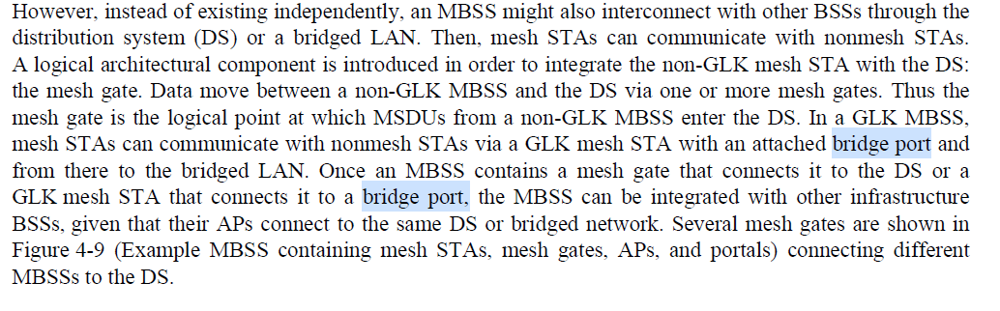 However, instead of existing independently, an MBSS might also interconnect with other BSSs through the
distribution system (DS) or a bridged LAN. Then, mesh STAs can communicate with nonmesh STAs.
A logical architectural component is introduced in order to integrate the non-GLK mesh STA with the DS:
the mesh gate. Data move between a non-GLK MBSS and the DS via one or more mesh gates. Thus the
mesh gate is the logical point at which MSDUs from a non-GLK MBSS enter the DS. In a GLK MBSS,
mesh STAs can communicate with nonmesh STAs via a GLK mesh STA with an attached bridge port and
from there to the bridged LAN. Once an MBSS contains a mesh gate that connects it to the DS or a
GLK mesh STA that connects it to a bridge port, the MBSS can be integrated with other infrastructure
BSSs, given that their APs connect to the same DS or bridged network. Several mesh gates are shown in
Figure 4-9 (Example MBSS containing mesh STAs, mesh gates, APs, and portals) connecting different
MBSSs to the DS.